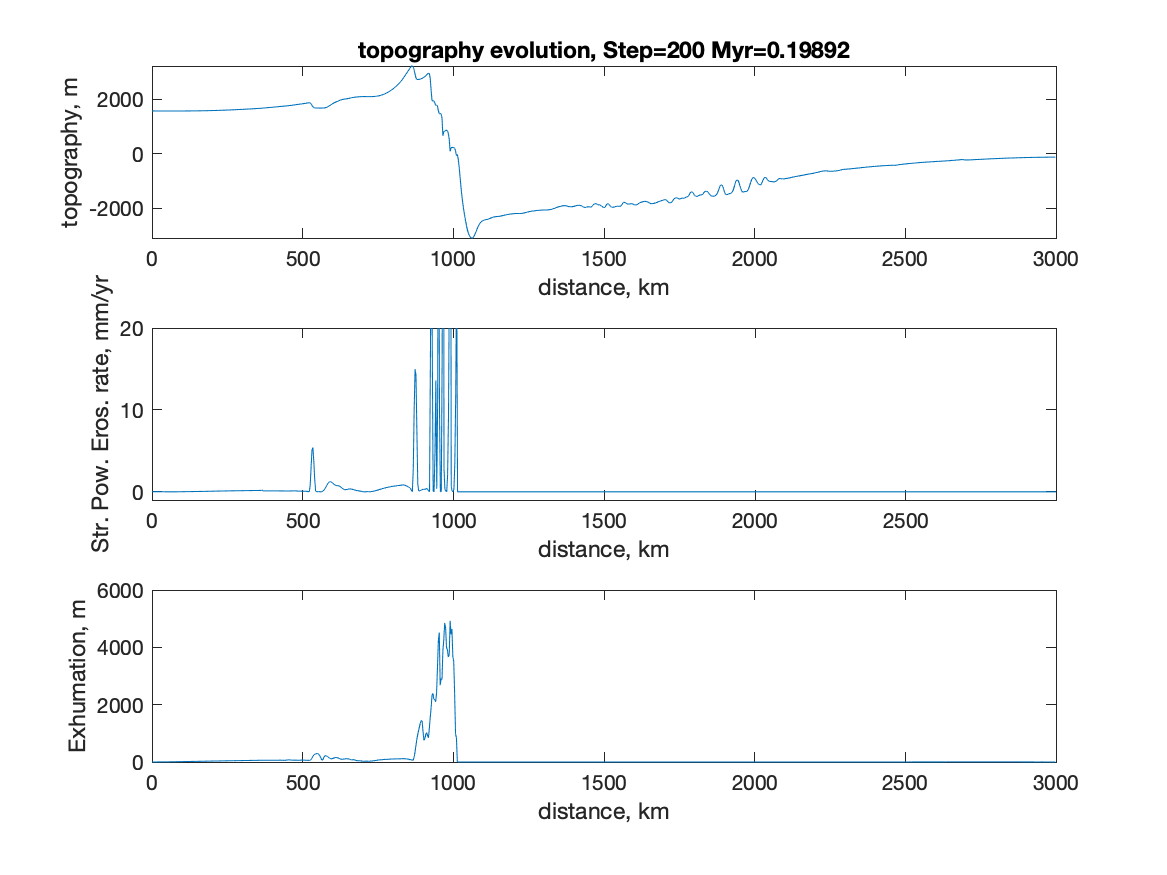 topography evolution, Step=200 Myr=0.19892
topography, m
2000
0
-2000
0 500 1000 1500 2000 2500 3000
distance, km
Str. Pow. Eros. rate, mm/yr
20
10
0
0 500 1000 1500 2000 2500
distance, km
Exhumation, m
6000
4000
2000
0
0 500 1000 1500 2000 2500 3000
distance, km